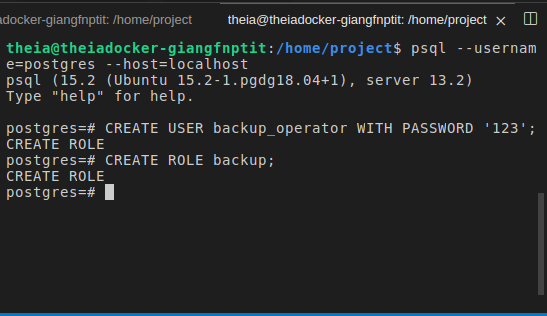 adocker-giangfnptit: /home/project theia@theiadocker-giangfnptit: /home/project
theia@theiadocker-giangfnptit:/home/project$ psql --usernam
e=postgres --host=localhost
psql (15.2 (Ubuntu 15.2-1.pgdg18.04+1), server 13.2)
Type "help" for help.
postgres=# CREATE USER backup_operator WITH PASSWORD '123';
CREATE ROLE
postgres=# CREATE ROLE backup;
CREATE ROLE
postgres=#